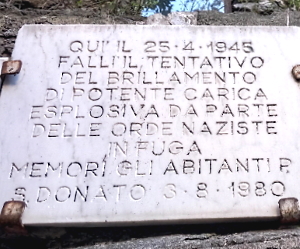 QUI IL 25-4-1945
FALLÌ IL TENTATIVO
DEL BRILLAMENTO
DI POTENTE CARICA
ESPLOSIVA DA PARTE
DELLE ORDE NAZISTE
IN FUGA
MEMORI GLI ABITANTI P.
S. DONATO 3-8-1980